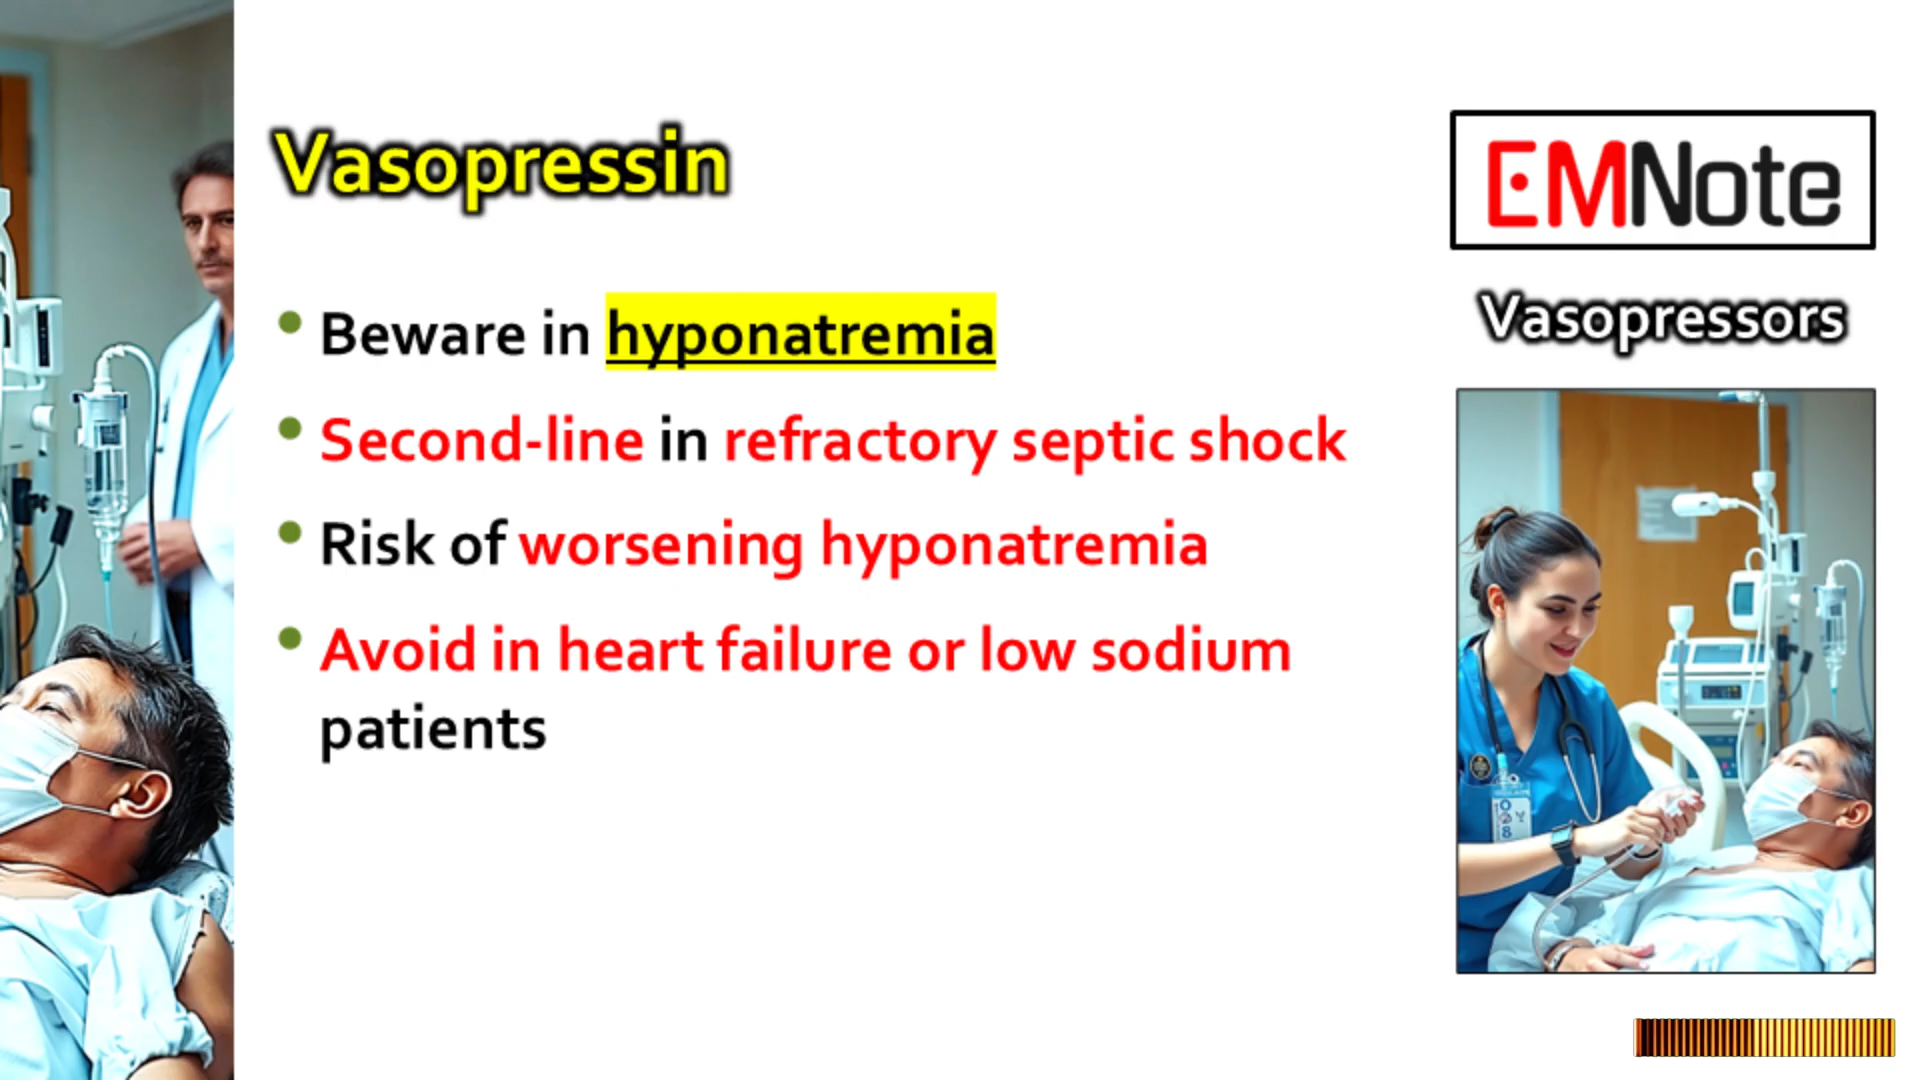 Vasopressin
• Beware in hyponatremia
• Second-line in refractory septic shock
• Risk of worsening hyponatremia
• Avoid in heart failure or low sodium
patients
EMNote
Vasopressors